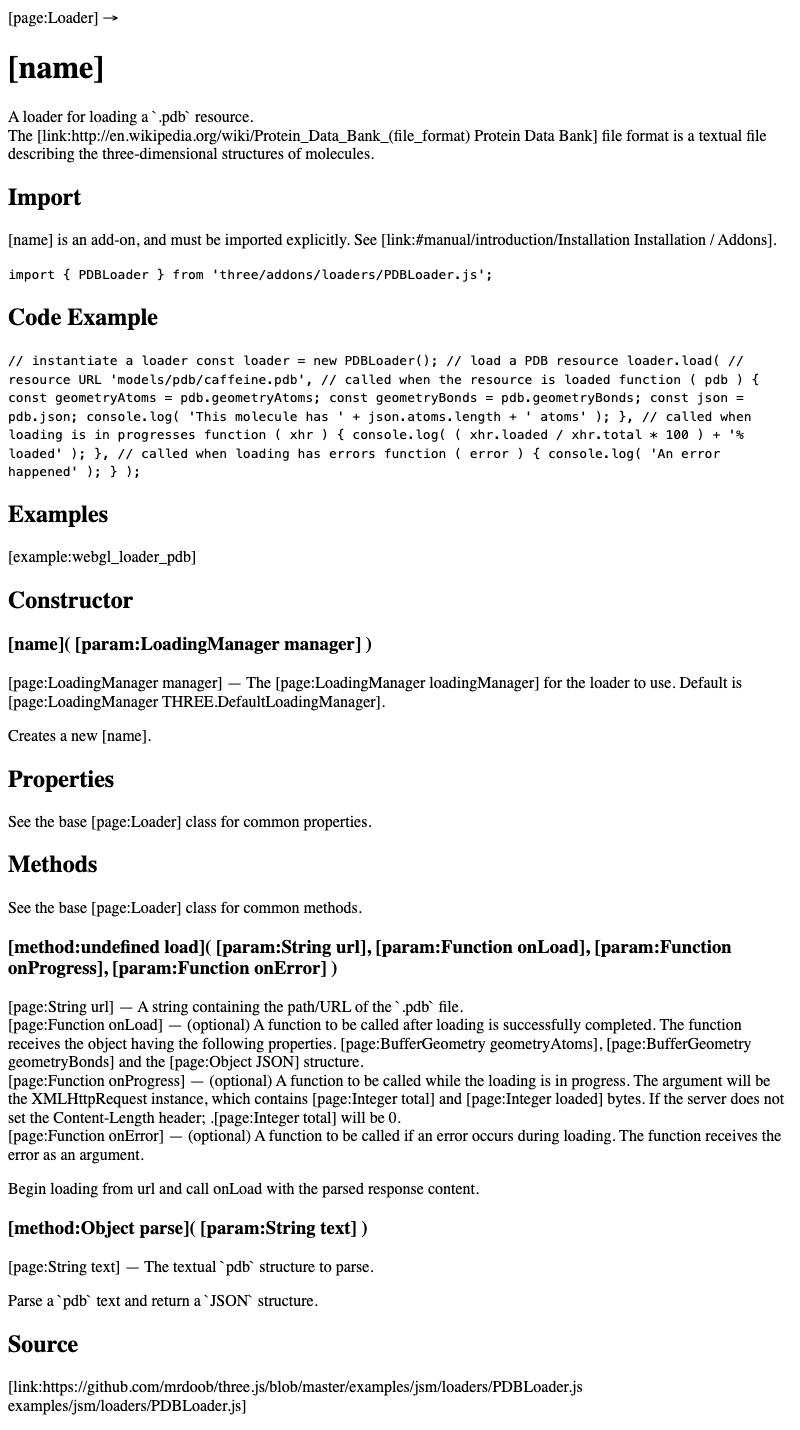 [page:Loader] →
[name]
A loader for loading a `.pdb` resource.
The [link:http://en.wikipedia.org/wiki/Protein_Data_Bank_(file_format) Protein Data Bank] file format is a textual file
describing the three-dimensional structures of molecules.
Import
[name] is an add-on, and must be imported explicitly. See [link:#manual/introduction/Installation Installation / Addons].
import { PDBLoader } from 'three/addons/loaders/PDBLoader.js';
Code Example
// instantiate a loader const loader = new PDBLoader(); // load a PDB resource loader.load( //
resource URL 'models/pdb/caffeine.pdb', // called when the resource is loaded function ( pdb ) {
const geometryAtoms = pdb.geometryAtoms; const geometryBonds = pdb.geometryBonds; const json =
pdb.json; console.log( 'This molecule has ' + json.atoms.length + ' atoms' ); }, // called when
loading is in progresses function ( xhr ) { console.log( ( xhr.loaded / xhr.total * 100 ) + '%
loaded' ); }, // called when loading has errors function ( error ) { console.log( 'An error
happened' ); } );
Examples
[example:webgl_loader_pdb]
Constructor
[name]( [param:LoadingManager manager] )
[page:LoadingManager manager] — The [page:LoadingManager loadingManager] for the loader to use. Default is
[page:LoadingManager THREE.DefaultLoadingManager].
Creates a new [name].
Properties
See the base [page:Loader] class for common properties.
Methods
See the base [page:Loader] class for common methods.
[method:undefined load]( [param:String url], [param:Function onLoad], [param:Function
onProgress], [param:Function onError] )
[page:String url] — A string containing the path/URL of the `.pdb` file.
[page:Function onLoad] — (optional) A function to be called after loading is successfully completed. The function
receives the object having the following properties. [page:BufferGeometry geometryAtoms], [page:BufferGeometry
geometryBonds] and the [page:Object JSON] structure.
[page:Function onProgress] — (optional) A function to be called while the loading is in progress. The argument will be
the XMLHttpRequest instance, which contains [page:Integer total] and [page:Integer loaded] bytes. If the server does not
set the Content-Length header; .[page:Integer total] will be 0.
[page:Function onError] — (optional) A function to be called if an error occurs during loading. The function receives the
error as an argument.
Begin loading from url and call onLoad with the parsed response content.
[method:Object parse]( [param:String text] )
[page:String text] — The textual `pdb` structure to parse.
Parse a `pdb` text and return a `JSON` structure.
Source
[link:https://github.com/mrdoob/three.js/blob/master/examples/jsm/loaders/PDBLoader.js
examples/jsm/loaders/PDBLoader.js]